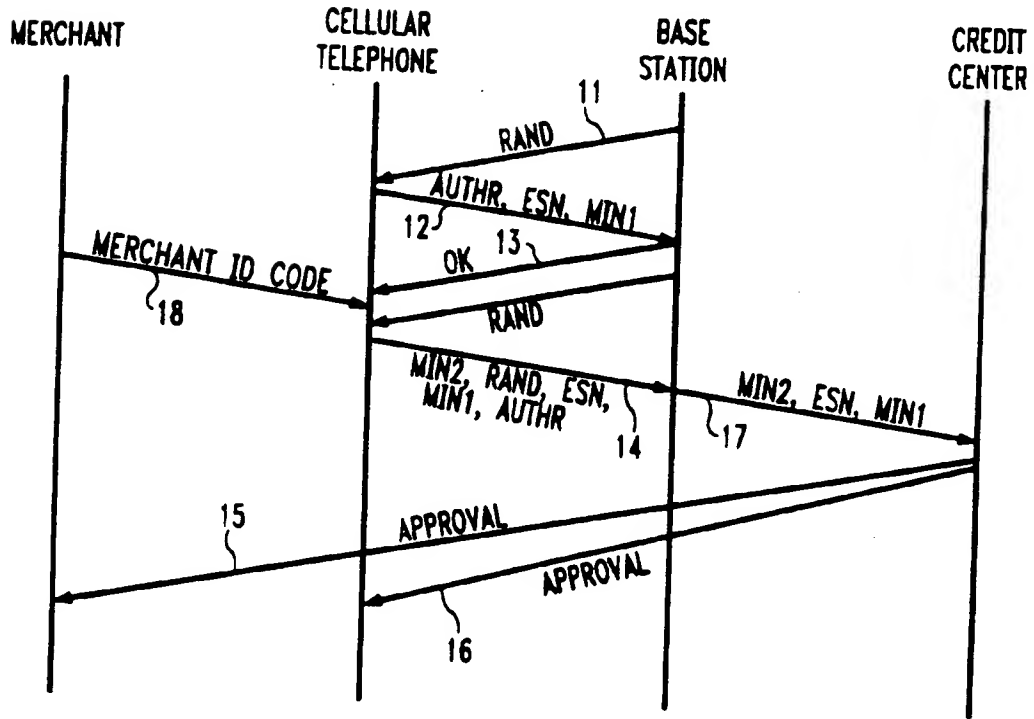 MERCHANT
CELLULAR
TELEPHONE
BASE
STATION
CREDIT
CENTER
11
RAND
AUTHR, ESN, MIN1
12
13
OK
MERCHANT ID CODE
18
RAND
MIN2, RAND, ESN,
MIN1, AUTHR
14
MIN2, ESN, MIN1
17
15
APPROVAL
APPROVAL
16